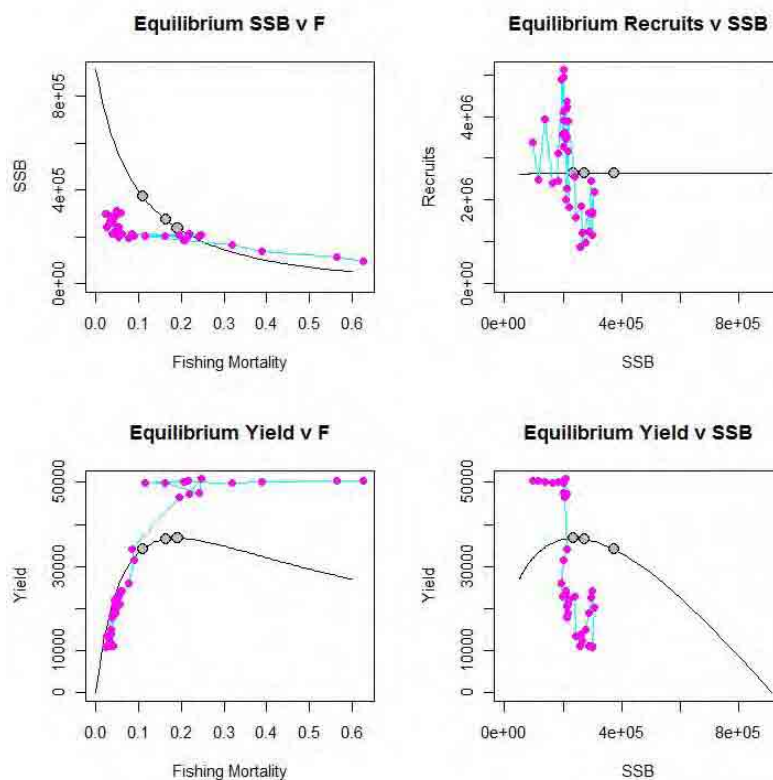 Equilibrium SSB v F
Equilibrium Recruits v SSB
SSB
0e+00
4e+05
8e+05
0.0 0.1 0.2 0.3 0.4 0.5 0.6
Fishing Mortality
Recruits
0e+00
2e+06
4e+06
0e+00 4e+05 8e+05
SSB
Equilibrium Yield v F
Equilibrium Yield v SSB
Yield
0
10000
30000
50000
0.0 0.1 0.2 0.3 0.4 0.5 0.6
Fishing Mortality
Yield
0
10000
30000
50000
0e+00 4e+05 8e+05
SSB